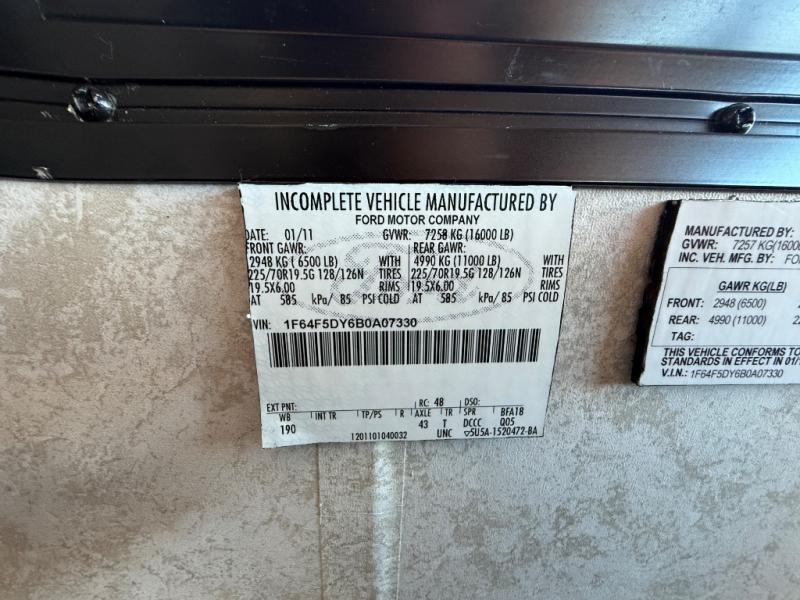 INCOMPLETE VEHICLE MANUFACTURED BY
FORD MOTOR COMPANY
DATE: 01/11 GVWR: 7258 KG (16000 LB)
FRONT GAWR: REAR GAWR:
2948 KG ( 6500 LB) WITH 4990 KG (11000 LB) WITH
225/70R19.5G 128/126N TIRES 225/70R19.5G 128/126N TIRES
19.5X6.00 RIMS 19.5X6.00 RIMS
AT 585 kPa/ 85 PSI COLD AT 585 kPa/ 85 PSI COLD
VIN: 1F64F5DY6B0A07330
EXT PNT: RC: 48 DSO:
WB INT TR TP/PS R AXLE TR SPR BFA18
190 43 T DCCC Q05
1201101040032 UNC ▽5U5A-1520472-BA
MANUFACTURED BY:
GVWR: 7257 KG(16000
INC. VEH. MFG. BY: FO
GAWR KG(LB)
FRONT: 2948 (6500)
REAR: 4990 (11000) 22
TAG:
THIS VEHICLE CONFORMS TO
STANDARDS IN EFFECT IN 01/
V.I.N.: 1F64F5DY6B0A07330